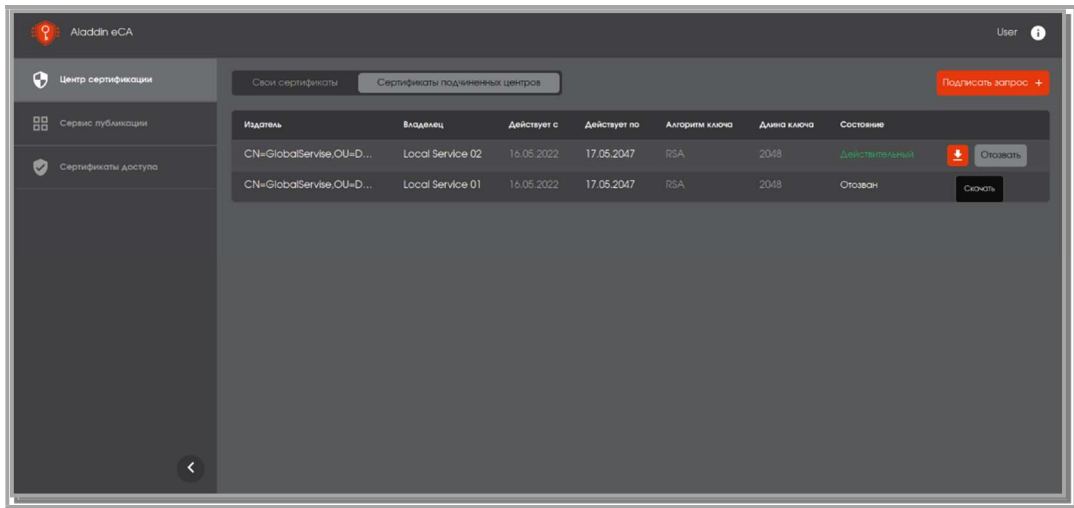 Aladdin eCA
User
Центр сертификации
Свои сертификаты
Сертификаты подчиненных центров
Подписать запрос +
Сервис публикации
Издатель Владелец Действует с Действует по Алгоритм ключа Длина ключа Состояние
CN=GlobalServise,OU=D... Local Service 02 16.05.2022 17.05.2047 RSA 2048 Действительный Отозвать
Сертификаты доступа
CN=GlobalServise,OU=D... Local Service 01 16.05.2022 17.05.2047 RSA 2048 Отозван
Скачать